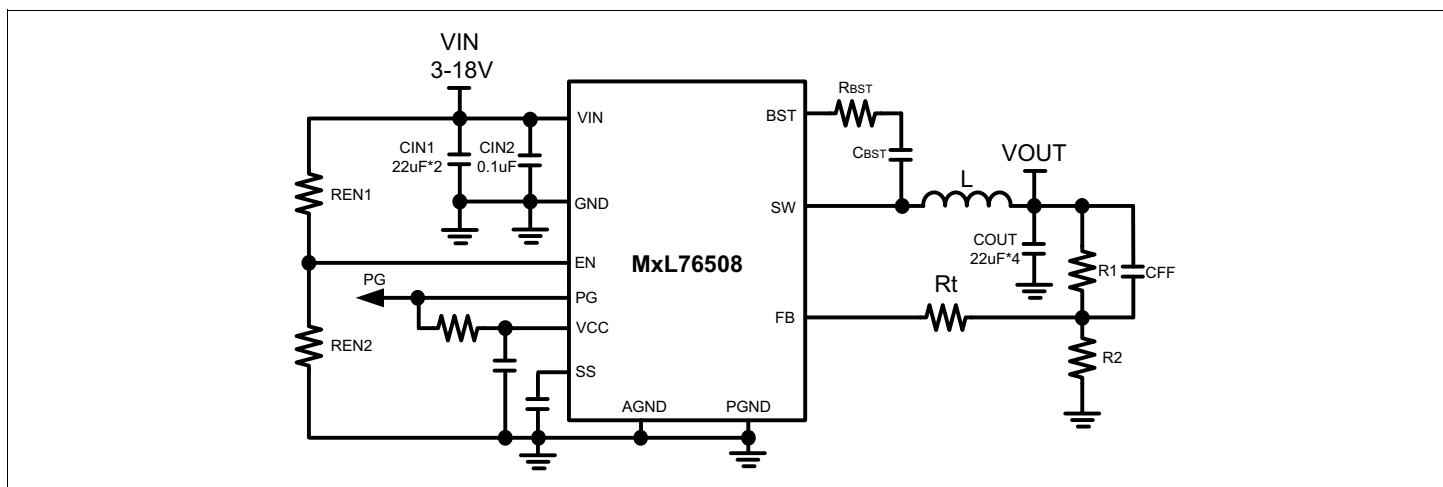 VIN
3-18V
VIN
CIN1
22uF*2
CIN2
0.1uF
REN1
GND
EN
PG
PG
VCC
REN2
SS
AGND
PGND
MxL76508
BST
RBST
CBST
SW
L
VOUT
COUT
22uF*4
R1
CFF
Rt
FB
R2